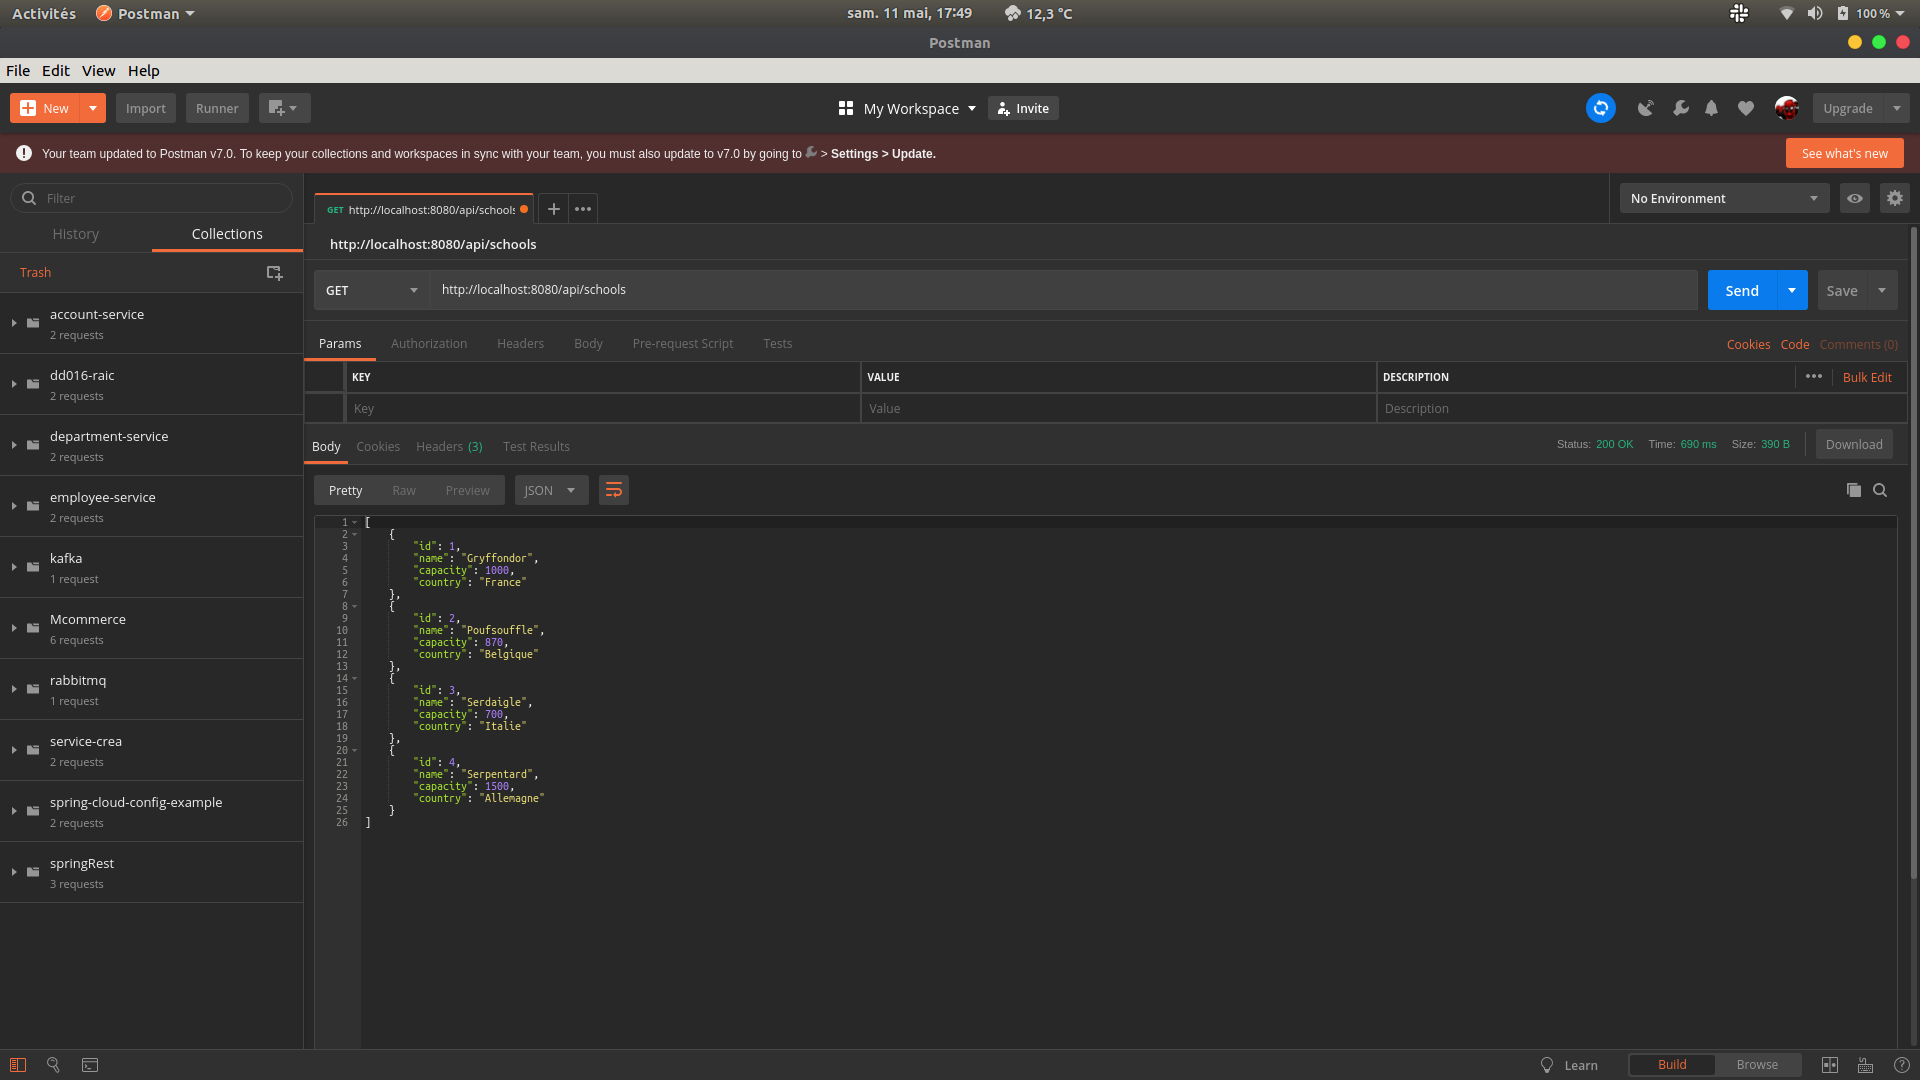 Activités Postman sam. 11 mai, 17:49 12,3 °C 100 %
Postman
File Edit View Help
New Import Runner My Workspace Invite Upgrade
Your team updated to Postman v7.0. To keep your collections and workspaces in sync with your team, you must also update to v7.0 by going to > Settings > Update. See what's new
Filter
GET http://localhost:8080/api/schools No Environment
History Collections
http://localhost:8080/api/schools
Trash
GET http://localhost:8080/api/schools Send Save
account-service
2 requests
Params Authorization Headers Body Pre-request Script Tests Cookies Code Comments (0)
dd016-raic
2 requests
KEY VALUE DESCRIPTION Bulk Edit
Key Value Description
department-service
2 requests
Body Cookies Headers (3) Test Results Status: 200 OK Time: 690 ms Size: 390 B Download
employee-service
2 requests
Pretty Raw Preview JSON
kafka
1 request
Mcommerce
6 requests
rabbitmq
1 request
service-crea
2 requests
spring-cloud-config-example
2 requests
springRest
3 requests
1 [
2 {
3 "id": 1,
4 "name": "Gryffondor",
5 "capacity": 1000,
6 "country": "France"
7 },
8 {
9 "id": 2,
10 "name": "Poufsouffle",
11 "capacity": 870,
12 "country": "Belgique"
13 },
14 {
15 "id": 3,
16 "name": "Serdaigle",
17 "capacity": 700,
18 "country": "Italie"
19 },
20 {
21 "id": 4,
22 "name": "Serpentard",
23 "capacity": 1500,
24 "country": "Allemagne"
25 }
26 ]
Learn Build Browse